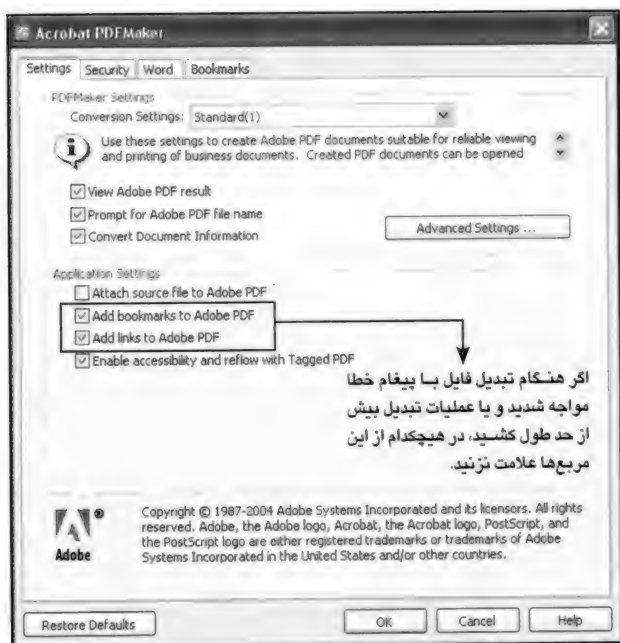 Acrobat PDFMaker
Settings Security Word Bookmarks
PDFMaker Settings
Conversion Settings: Standard(1)
Use these settings to create Adobe PDF documents suitable for reliable viewing
and printing of business documents. Created PDF documents can be opened
View Adobe PDF result
Prompt for Adobe PDF file name
Convert Document Information
Advanced Settings ...
Application Settings
Attach source file to Adobe PDF
Add bookmarks to Adobe PDF
Add links to Adobe PDF
Enable accessibility and reflow with Tagged PDF
اگر هنگام تبدیل فایل با پیغام خطا
مواجه شدید و یا عملیات تبدیل بیش
از حد طول کشید، در هیچکدام از این
مربع‌ها علامت نزنید.
Adobe
Copyright © 1987-2004 Adobe Systems Incorporated and its licensors. All rights
reserved. Adobe, the Adobe logo, Acrobat, the Acrobat logo, PostScript, and
the PostScript logo are either registered trademarks or trademarks of Adobe
Systems Incorporated in the United States and/or other countries.
Restore Defaults OK Cancel Help